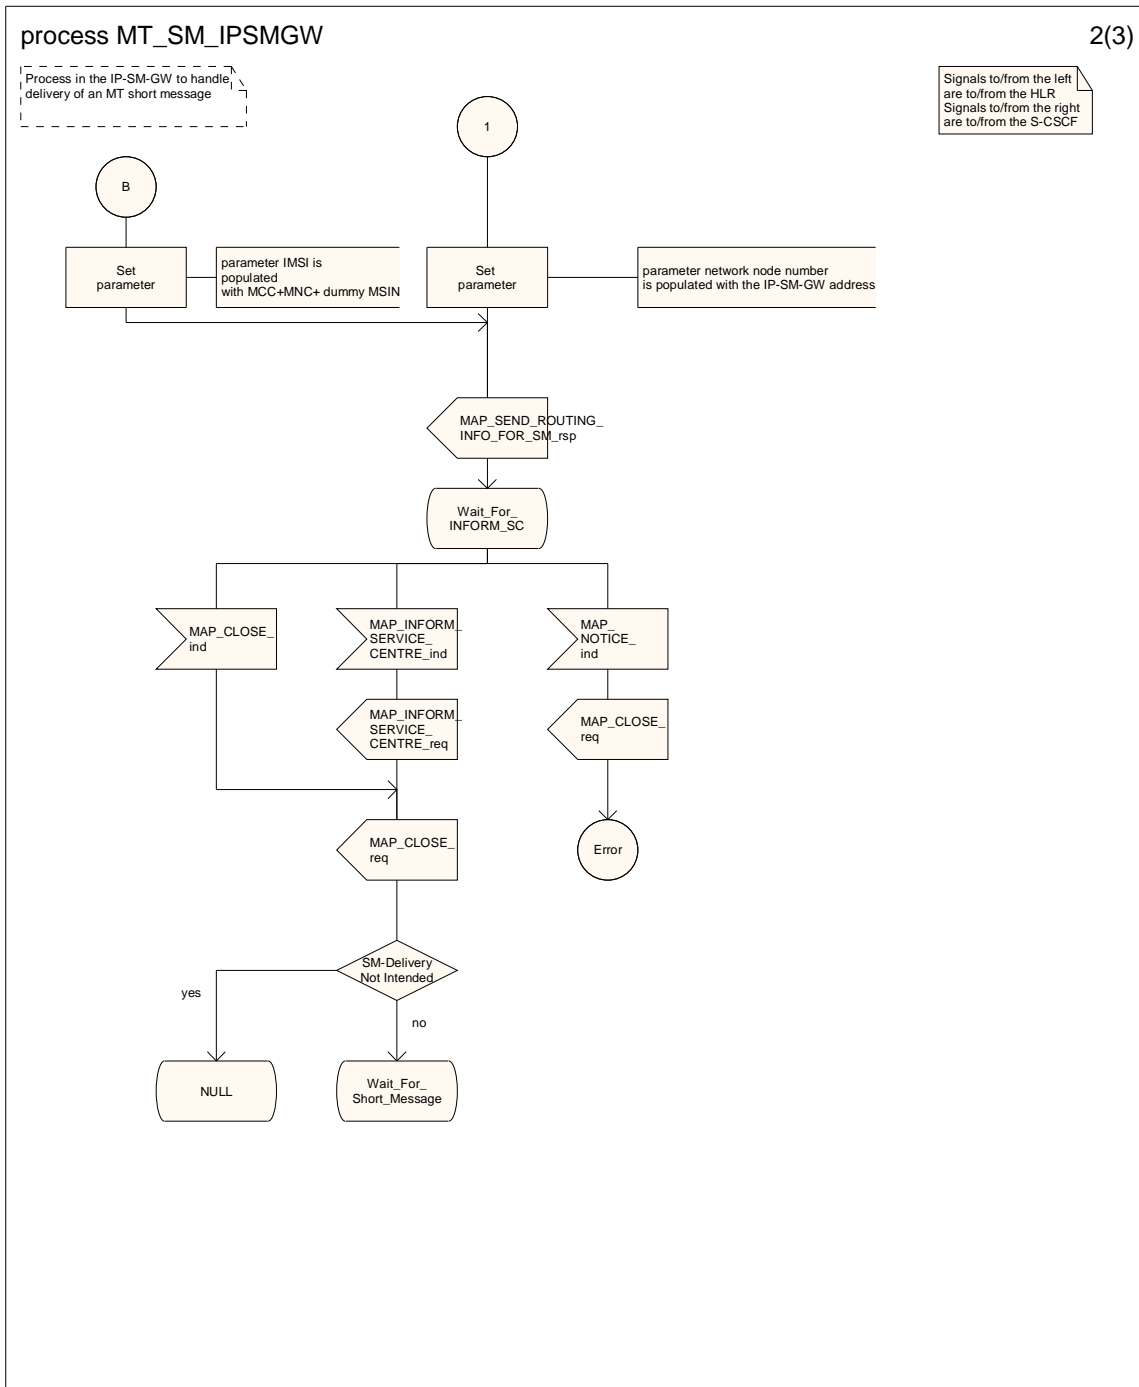 process MT_SM_IPSMGW
2(3)
Process in the IP-SM-GW to handle
delivery of an MT short message
Signals to/from the left
are to/from the HLR
Signals to/from the right
are to/from the S-CSCF
1
B
Set
parameter
parameter IMSI is
populated
with MCC+MNC+ dummy MSIN
Set
parameter
parameter network node number
is populated with the IP-SM-GW address
MAP_SEND_ROUTING_
INFO_FOR_SM_rsp
Wait_For_
INFORM_SC
MAP_CLOSE_
ind
MAP_INFORM_
SERVICE_
CENTRE_ind
MAP_
NOTICE_
ind
MAP_INFORM_
SERVICE_
CENTRE_req
MAP_CLOSE_
req
MAP_CLOSE_
req
Error
SM-Delivery
Not Intended
yes
no
NULL
Wait_For_
Short_Message